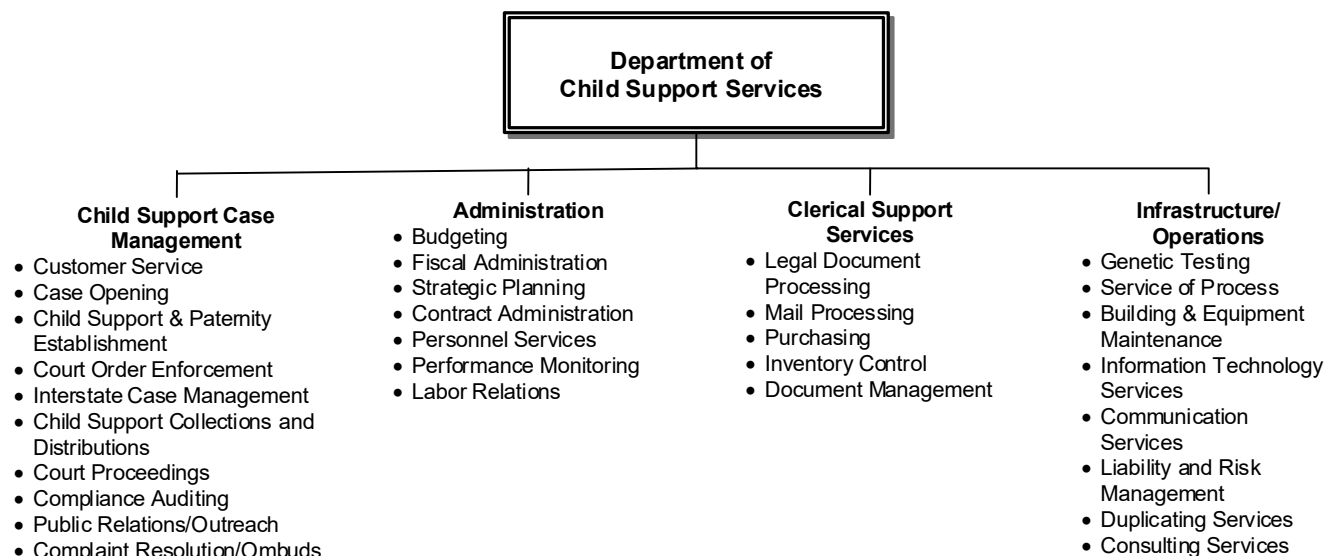 Department of
Child Support Services
Child Support Case
Management
• Customer Service
• Case Opening
• Child Support & Paternity
Establishment
• Court Order Enforcement
• Interstate Case Management
• Child Support Collections and
Distributions
• Court Proceedings
• Compliance Auditing
• Public Relations/Outreach
• Complaint Resolution/Ombuds
Administration
• Budgeting
• Fiscal Administration
• Strategic Planning
• Contract Administration
• Personnel Services
• Performance Monitoring
• Labor Relations
Clerical Support
Services
• Legal Document
Processing
• Mail Processing
• Purchasing
• Inventory Control
• Document Management
Infrastructure/
Operations
• Genetic Testing
• Service of Process
• Building & Equipment
Maintenance
• Information Technology
Services
• Communication
Services
• Liability and Risk
Management
• Duplicating Services
• Consulting Services